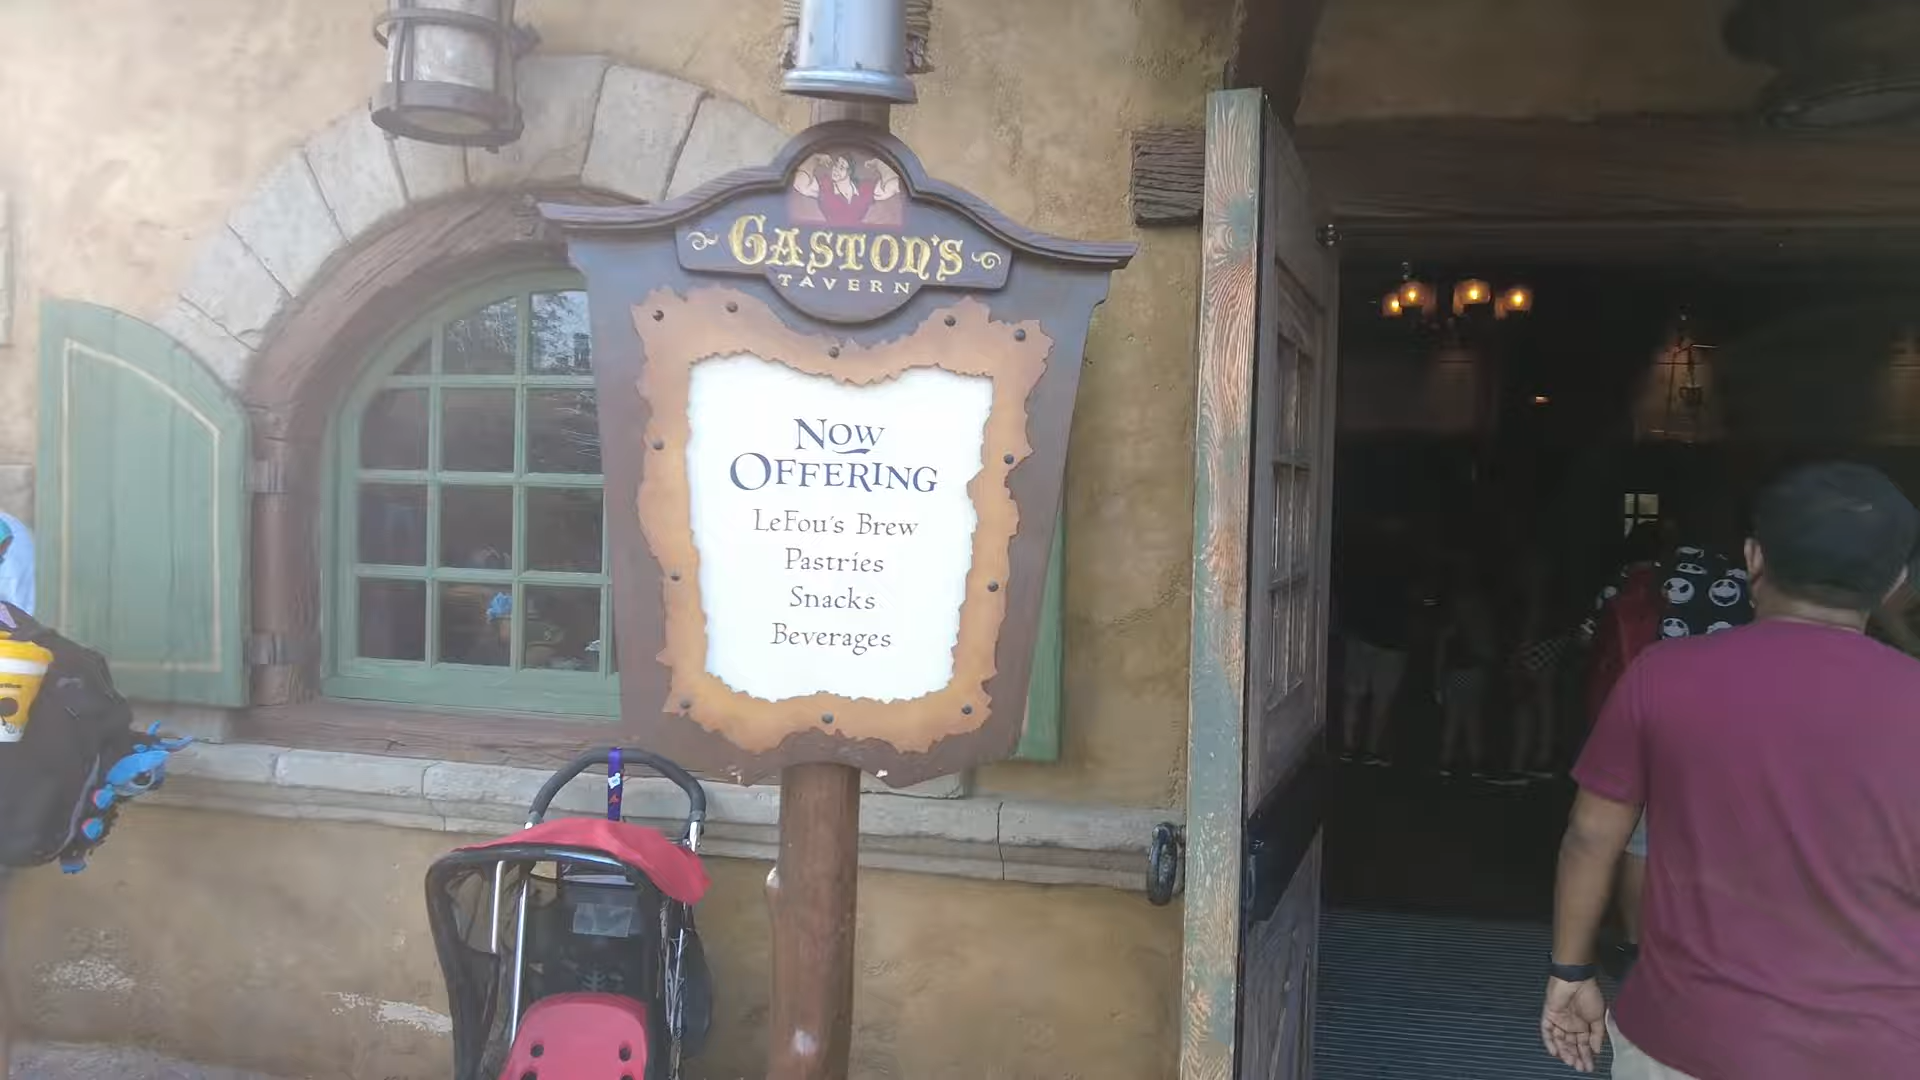 GASTON'S
TAVERN
NOW
OFFERING
LeFou's Brew
Pastries
Snacks
Beverages